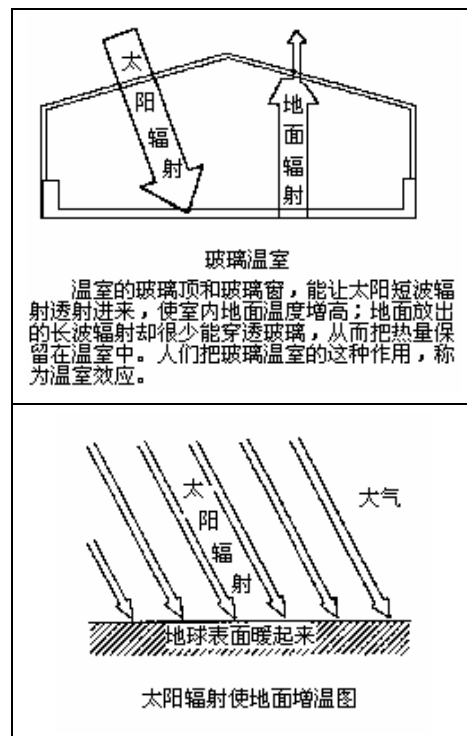 太阳辐射
地面辐射
玻璃温室
温室的玻璃顶和玻璃窗，能让太阳短波辐
射透射进来，使室内地面温度增高；地面放出
的长波辐射却很少能穿透玻璃，从而把热量保
留在温室中。人们把玻璃温室的这种作用，称
为温室效应。
太阳辐射
大气
地球表面暖起来
太阳辐射使地面增温图